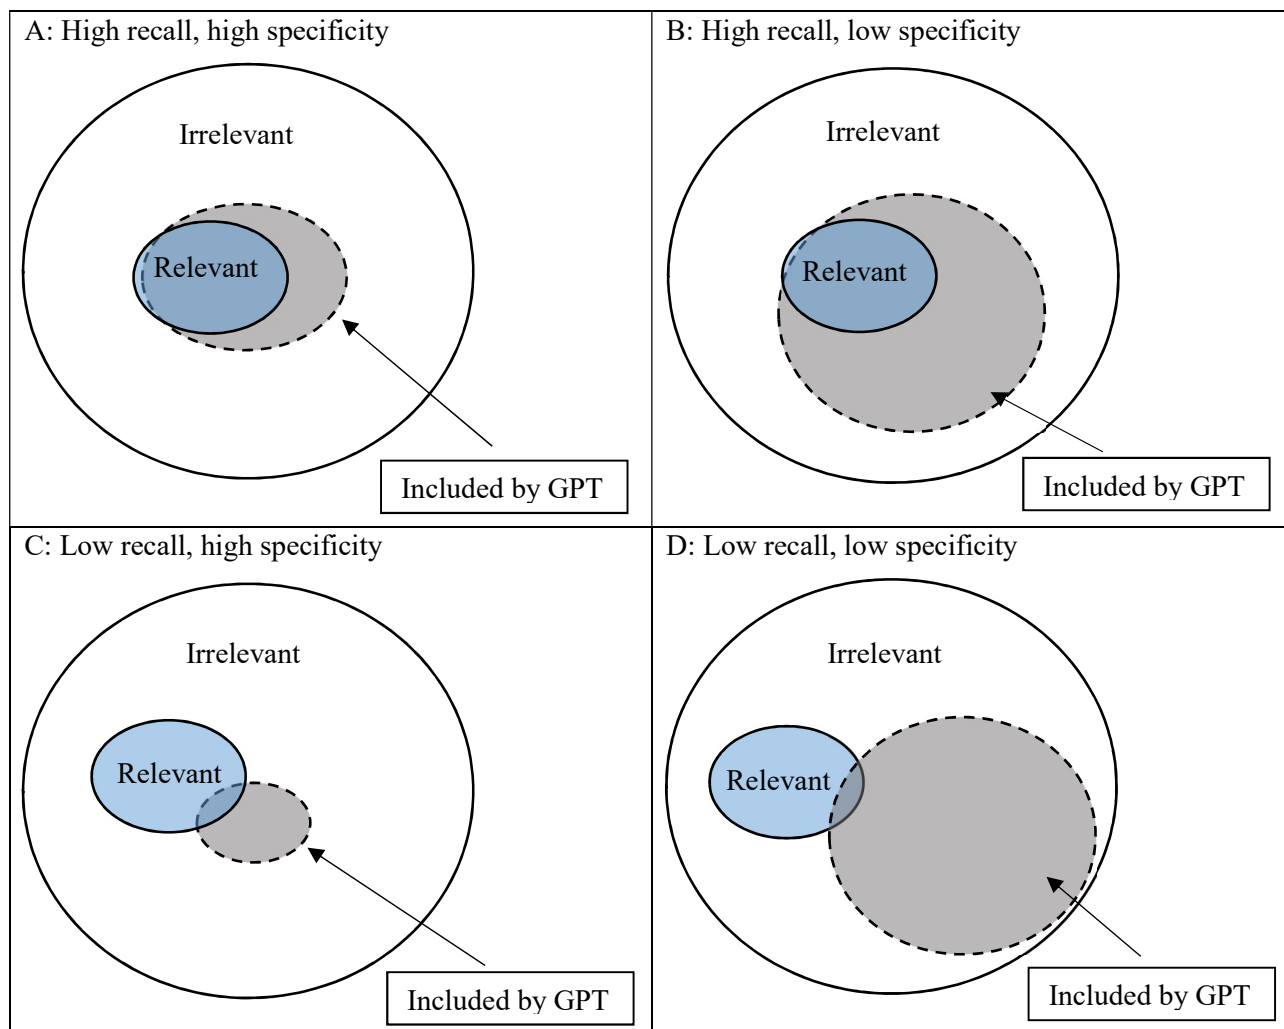 A: High recall, high specificity
Irrelevant
Relevant
Included by GPT
B: High recall, low specificity
Irrelevant
Relevant
Included by GPT
C: Low recall, high specificity
Irrelevant
Relevant
Included by GPT
D: Low recall, low specificity
Irrelevant
Relevant
Included by GPT